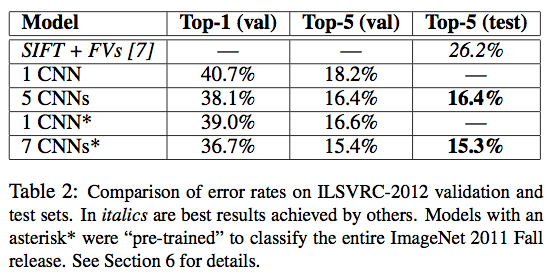 Model Top-1 (val) Top-5 (val) Top-5 (test)
SIFT + FVs [7] — — 26.2%
1 CNN 40.7% 18.2% —
5 CNNs 38.1% 16.4% 16.4%
1 CNN* 39.0% 16.6% —
7 CNNs* 36.7% 15.4% 15.3%
Table 2: Comparison of error rates on ILSVRC-2012 validation and
test sets. In italics are best results achieved by others. Models with an
asterisk* were “pre-trained” to classify the entire ImageNet 2011 Fall
release. See Section 6 for details.